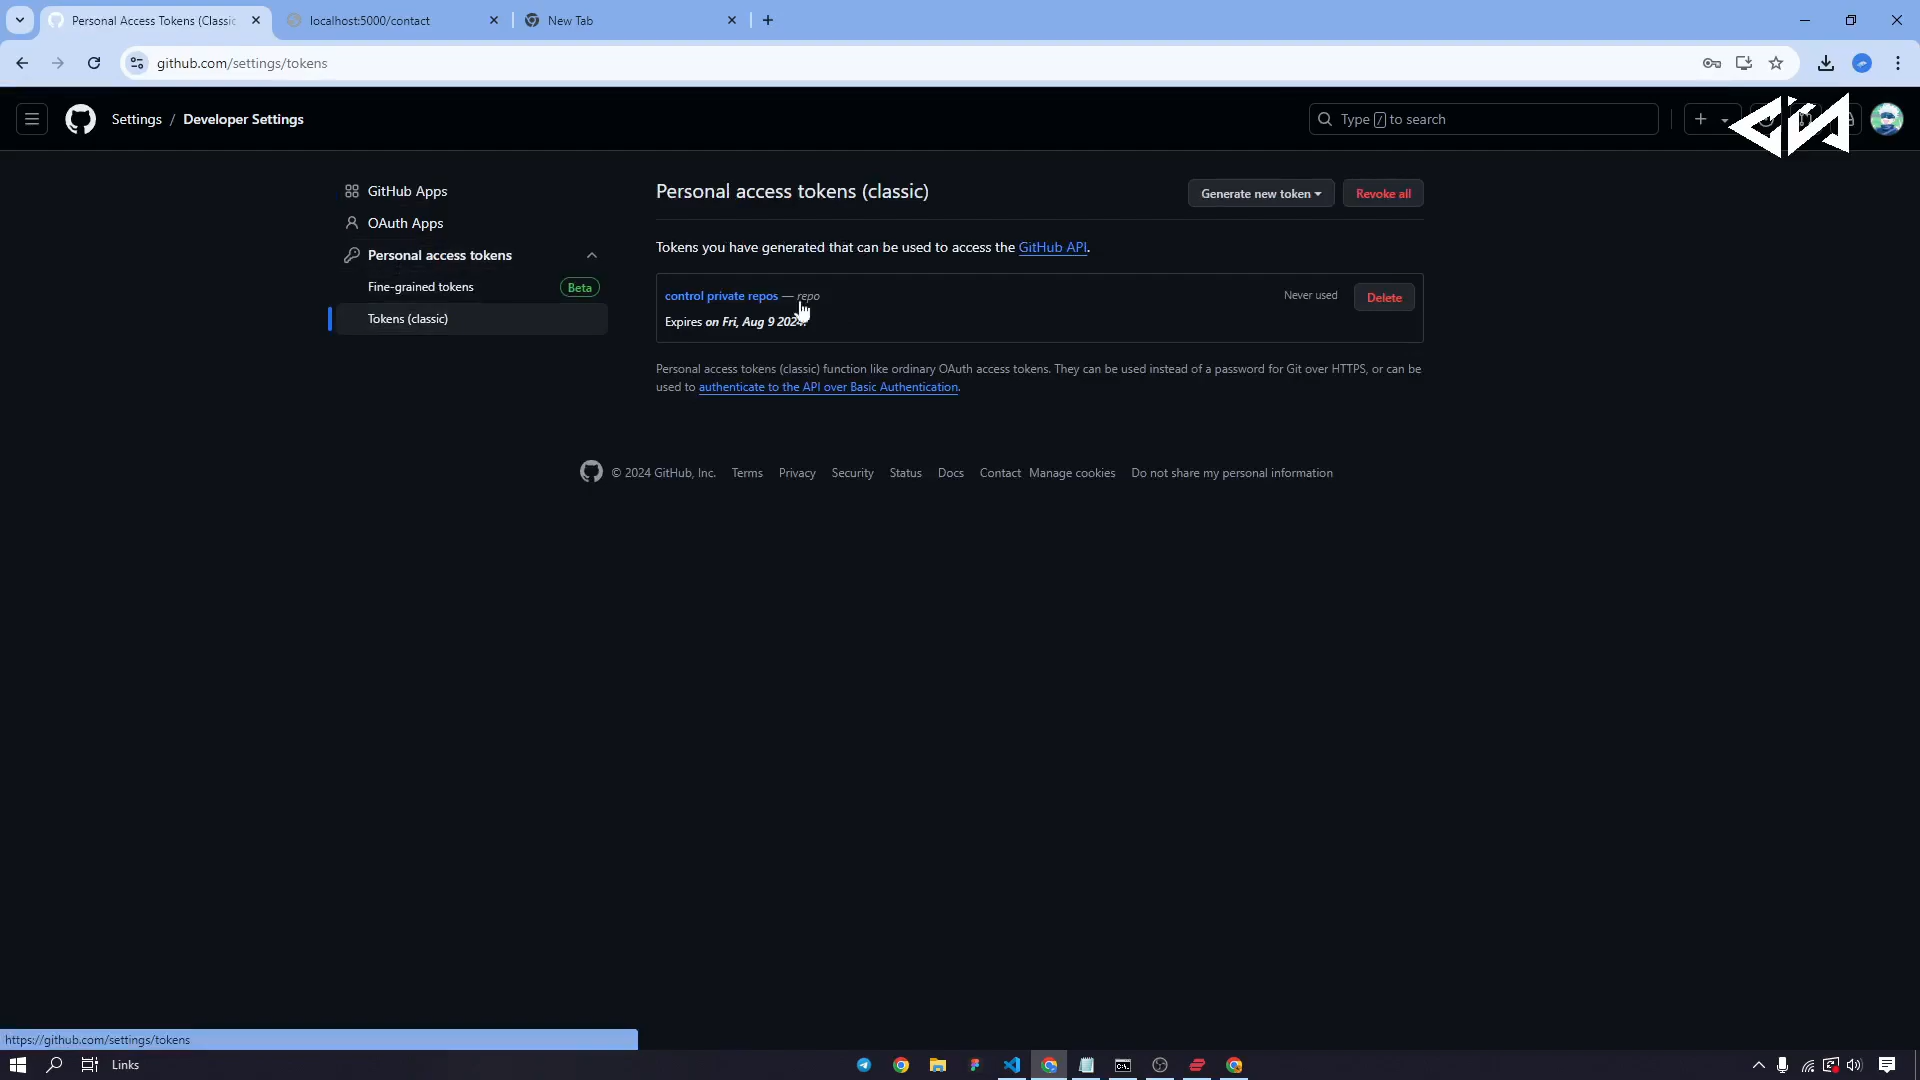 Personal Access Tokens (Classic
localhost:5000/contact
New Tab
github.com/settings/tokens
Settings / Developer Settings
Type / to search
GitHub Apps
OAuth Apps
Personal access tokens
Fine-grained tokens
Beta
Tokens (classic)
Personal access tokens (classic)
Generate new token
Revoke all
Tokens you have generated that can be used to access the GitHub API.
control private repos — repo
Never used
Delete
Expires on Fri, Aug 9 2024.
Personal access tokens (classic) function like ordinary OAuth access tokens. They can be used instead of a password for Git over HTTPS, or can be
used to authenticate to the API over Basic Authentication.
© 2024 GitHub, Inc. Terms Privacy Security Status Docs Contact Manage cookies Do not share my personal information
https://github.com/settings/tokens
Links